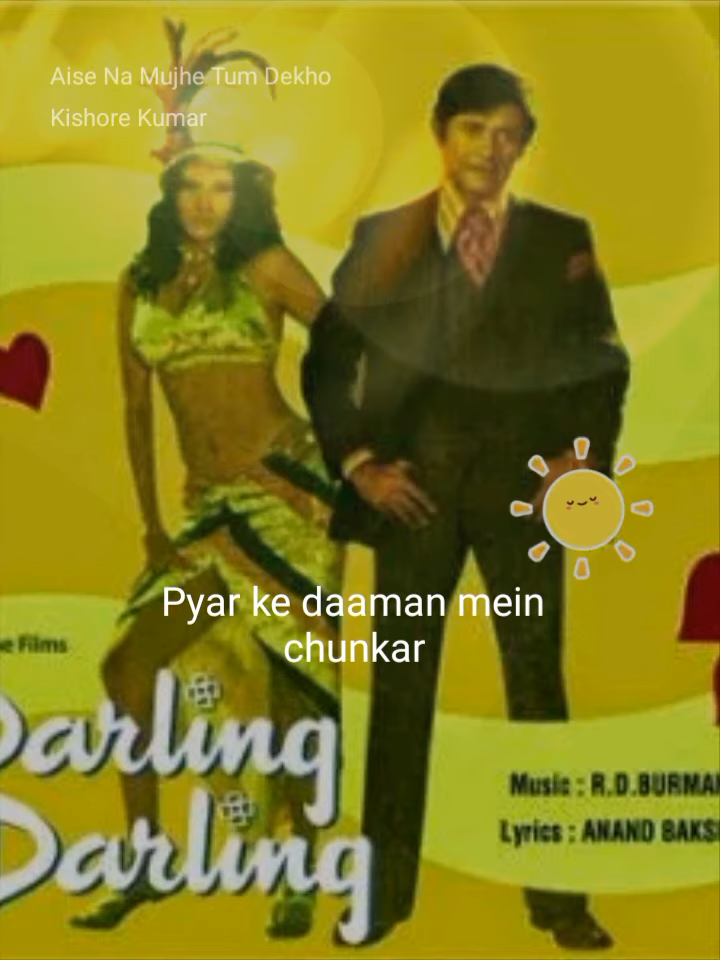 Aise Na Mujhe Tum Dekho
Kishore Kumar
Pyar ke daaman mein
chunkar
e Films
Darling
Darling
Music : R.D.BURMA
Lyrics : ANAND BAKS